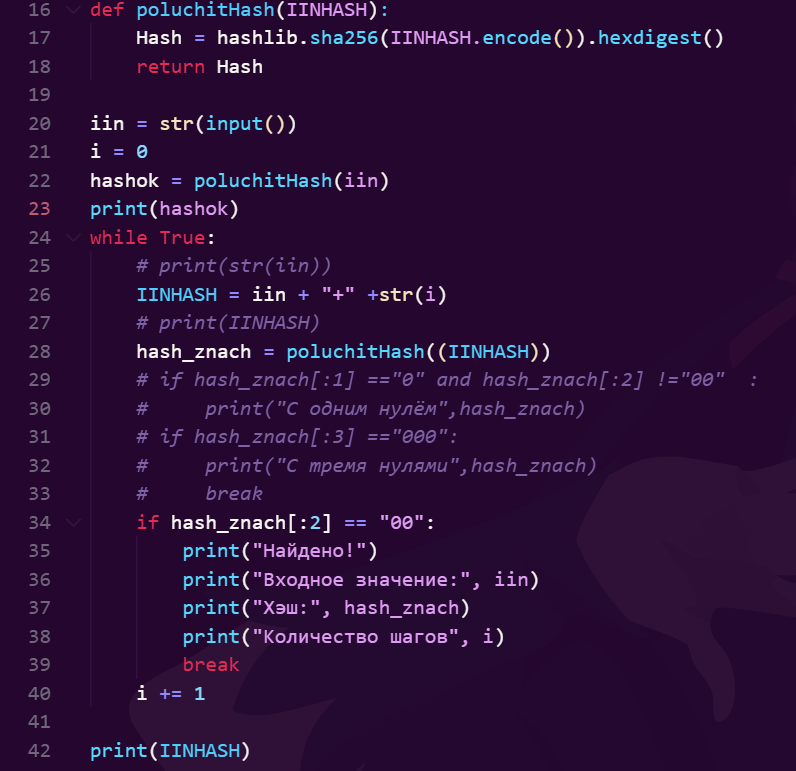 16 def poluchitHash(IINHASH):
17     Hash = hashlib.sha256(IINHASH.encode()).hexdigest()
18     return Hash
19
20 iin = str(input())
21 i = 0
22 hashok = poluchitHash(iin)
23 print(hashok)
24 while True:
25     # print(str(iin))
26     IINHASH = iin + "+" +str(i)
27     # print(IINHASH)
28     hash_znach = poluchitHash((IINHASH))
29     # if hash_znach[:1] =="0" and hash_znach[:2] !="00"  :
30     #     print("С одним нулём",hash_znach)
31     # if hash_znach[:3] =="000":
32     #     print("С тремя нулями",hash_znach)
33     #     break
34     if hash_znach[:2] == "00":
35         print("Найдено!")
36         print("Входное значение:", iin)
37         print("Хэш:", hash_znach)
38         print("Количество шагов", i)
39         break
40     i += 1
41
42 print(IINHASH)